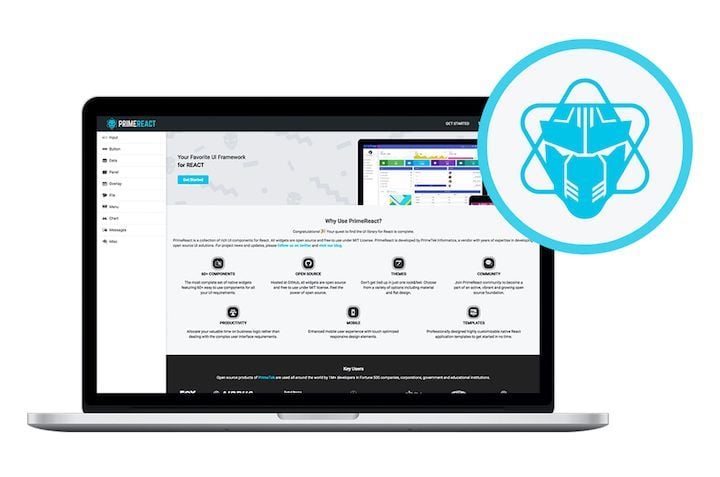 PRIMEREACT
GET STARTED
Input
Button
Data
Panel
Overlay
File
Menu
Chart
Messages
Misc
Your Favorite UI Framework
for REACT
Get Started
Why Use PrimeReact?
Congratulations! Your quest to find the UI library for React is complete.
PrimeReact is a collection of rich UI components for React. All widgets are open source and free to use under MIT License. PrimeReact is developed by PrimeTek Informatics, a vendor with years of expertise in developing
open source UI solutions. For project news and updates, please follow us on twitter and visit our blog.
60+ COMPONENTS
The most complete set of native widgets
featuring 60+ easy to use components for all
your UI requirements.
OPEN SOURCE
Hosted at GitHub, all widgets are open source
and free to use under MIT license. Feel the
power of open source.
THEMES
Don't get tied up in just one look&feel. Choose
from a variety of options including material
and flat design.
COMMUNITY
Join PrimeReact community to become a
part of an active, vibrant and growing open
source foundation.
PRODUCTIVITY
Allocate your valuable time on business logic rather than
dealing with the complex user interface requirements.
MOBILE
Enhanced mobile user experience with touch optimized
responsive design elements.
TEMPLATES
Professionally designed highly customizable native React
application templates to get started in no time.
Key Users
Open source products of PrimeTek are used all around the world by 1M+ developers in Fortune 500 companies, corporations, government and educational institutions.
FOX
AIRBUS